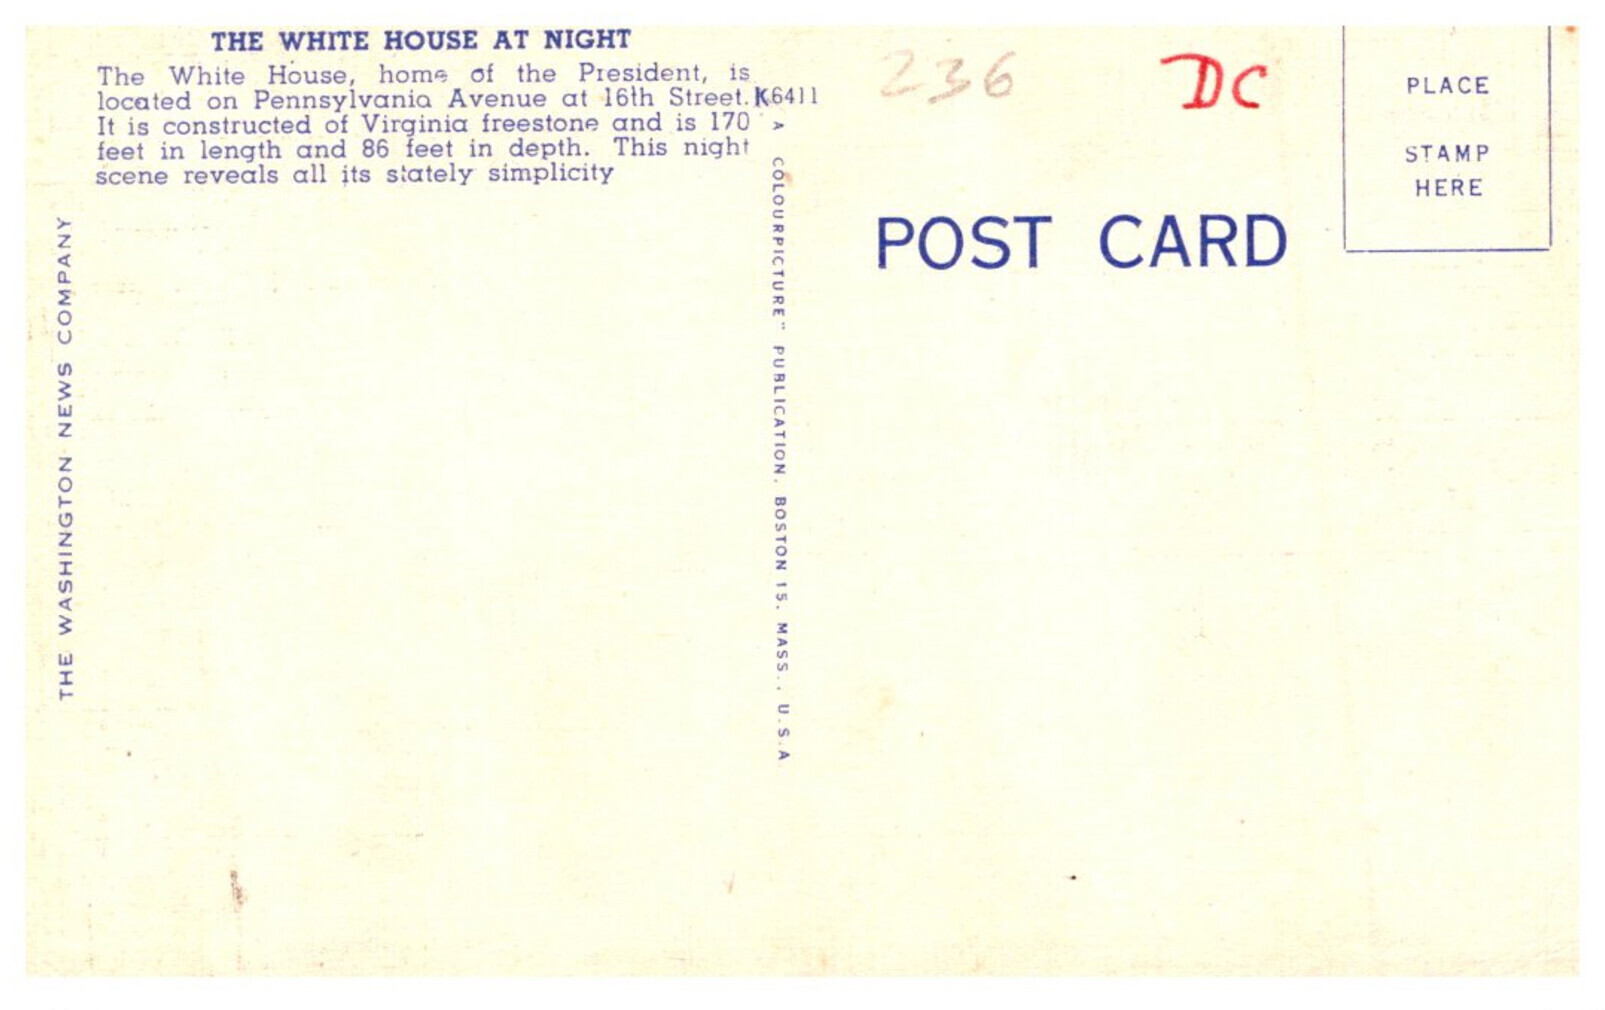 THE WHITE HOUSE AT NIGHT
The White House, home of the President, is
located on Pennsylvania Avenue at 16th Street.
It is constructed of Virginia freestone and is 170
feet in length and 86 feet in depth. This night
scene reveals all its stately simplicity
K6411
THE WASHINGTON NEWS COMPANY
A COLOURPICTURE" PUBLICATION. BOSTON 15. MASS., U.S.A
236
DC
POST CARD
PLACE
STAMP
HERE